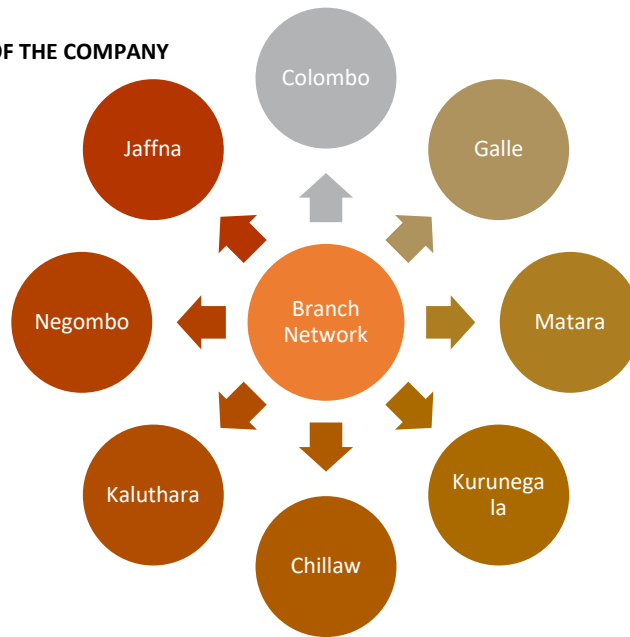 OF THE COMPANY
Colombo
Jaffna
Galle
Negombo
Branch
Network
Matara
Kaluthara
Kurunega
la
Chillaw